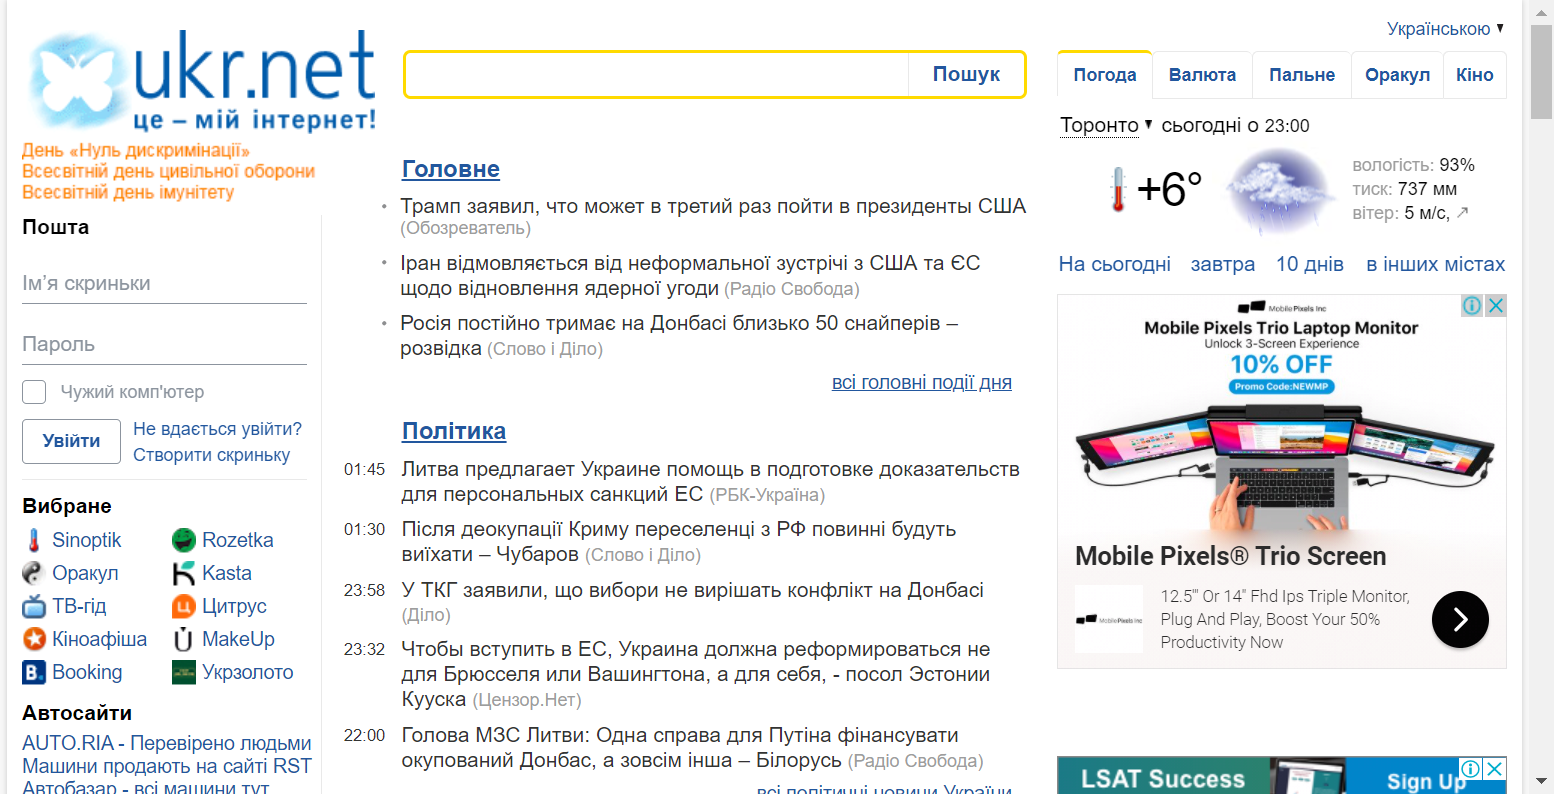 ukr.net
це – мій інтернет!
День «Нуль дискримінації»
Всесвітній день цивільної оборони
Всесвітній день імунітету
Пошта
Ім’я скриньки
Пароль
Чужий комп'ютер
Увійти
Не вдається увійти?
Створити скриньку
Вибране
Sinoptik
Rozetka
Оракул
Kasta
ТВ-гід
Цитрус
Кіноафіша
MakeUp
Booking
Укрзолото
Автосайти
AUTO.RIA - Перевірено людьми
Машини продають на сайті RST
Автобазар - всі машини тут
Пошук
Головне
Трамп заявил, что может в третий раз пойти в президенты США
(Обозреватель)
Іран відмовляється від неформальної зустрічі з США та ЄС
щодо відновлення ядерної угоди (Радіо Свобода)
Росія постійно тримає на Донбасі близько 50 снайперів –
розвідка (Слово і Діло)
всі головні події дня
Політика
01:45 Литва предлагает Украине помощь в подготовке доказательств
для персональных санкций ЕС (РБК-Україна)
01:30 Після деокупації Криму переселенці з РФ повинні будуть
виїхати – Чубаров (Слово і Діло)
23:58 У ТКГ заявили, що вибори не вирішать конфлікт на Донбасі
(Діло)
23:32 Чтобы вступить в ЕС, Украина должна реформироваться не
для Брюсселя или Вашингтона, а для себя, - посол Эстонии
Кууска (Цензор.Нет)
22:00 Голова МЗС Литви: Одна справа для Путіна фінансувати
окупований Донбас, а зовсім інша – Білорусь (Радіо Свобода)
всі політичні новини України
Українською
Погода Валюта Пальне Оракул Кіно
Торонто сьогодні о 23:00
+6°
вологість: 93%
тиск: 737 мм
вітер: 5 м/с,
На сьогодні завтра 10 днів в інших містах
Mobile Pixels Inc
Mobile Pixels Trio Laptop Monitor
Unlock 3-Screen Experience
10% OFF
Promo Code:NEWMP
Mobile Pixels® Trio Screen
Mobile Pixels Inc
12.5'" Or 14" Fhd Ips Triple Monitor,
Plug And Play, Boost Your 50%
Productivity Now
LSAT Success
Sign Up